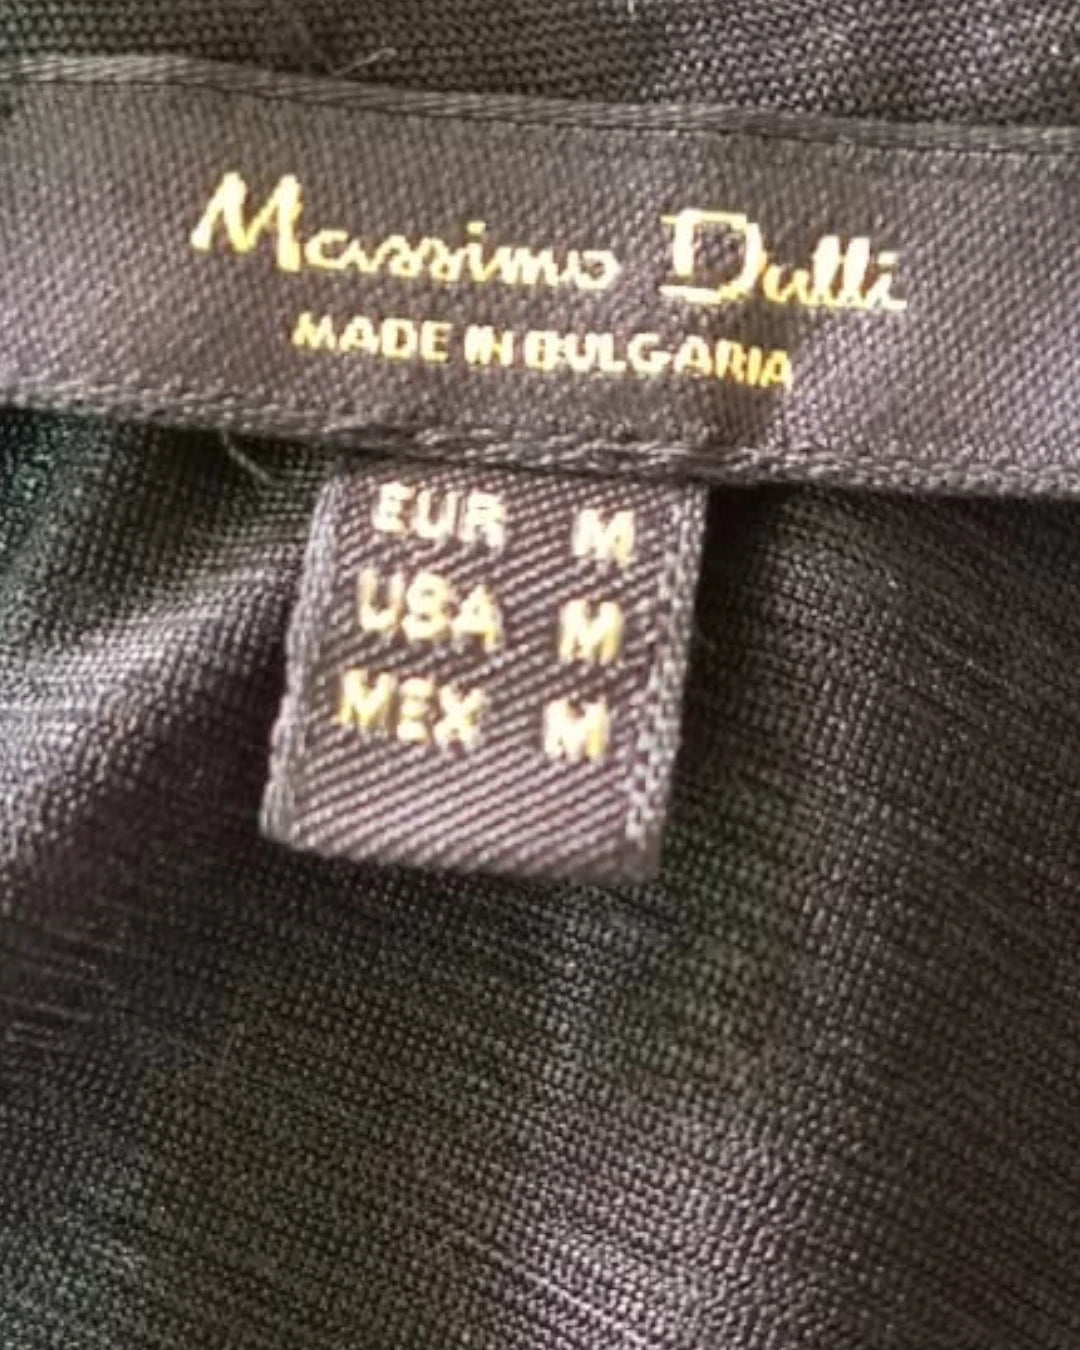 Massimo Dutti
MADE IN BULGARIA
EUR M
USA M
MEX M